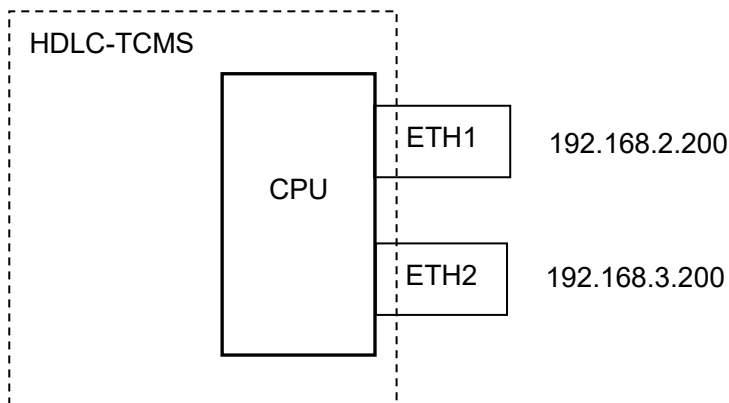 HDLC-TCMS
ETH1
192.168.2.200
CPU
ETH2
192.168.3.200